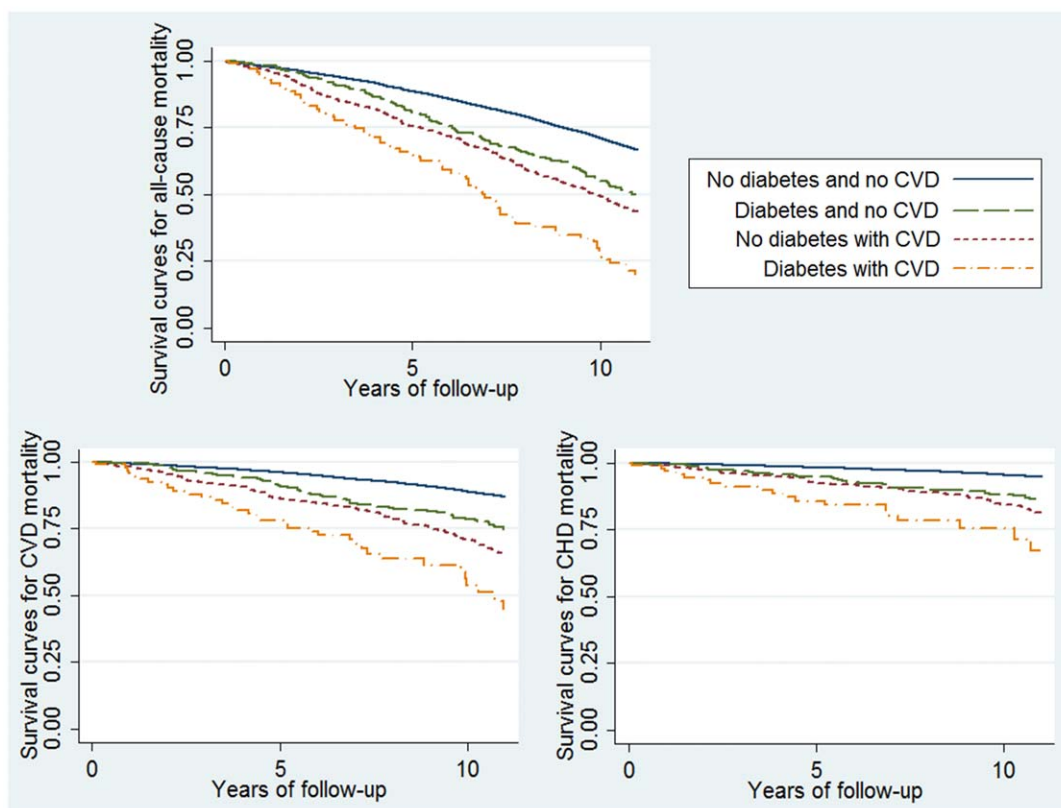 Survival curves for all-cause mortality
1.00
0.75
0.50
0.25
0.00
0
5
10
Years of follow-up
No diabetes and no CVD
Diabetes and no CVD
No diabetes with CVD
Diabetes with CVD
Survival curves for CVD mortality
1.00
0.75
0.50
0.25
0.00
0
5
10
Years of follow-up
Survival curves for CHD mortality
1.00
0.75
0.50
0.25
0.00
0
5
10
Years of follow-up